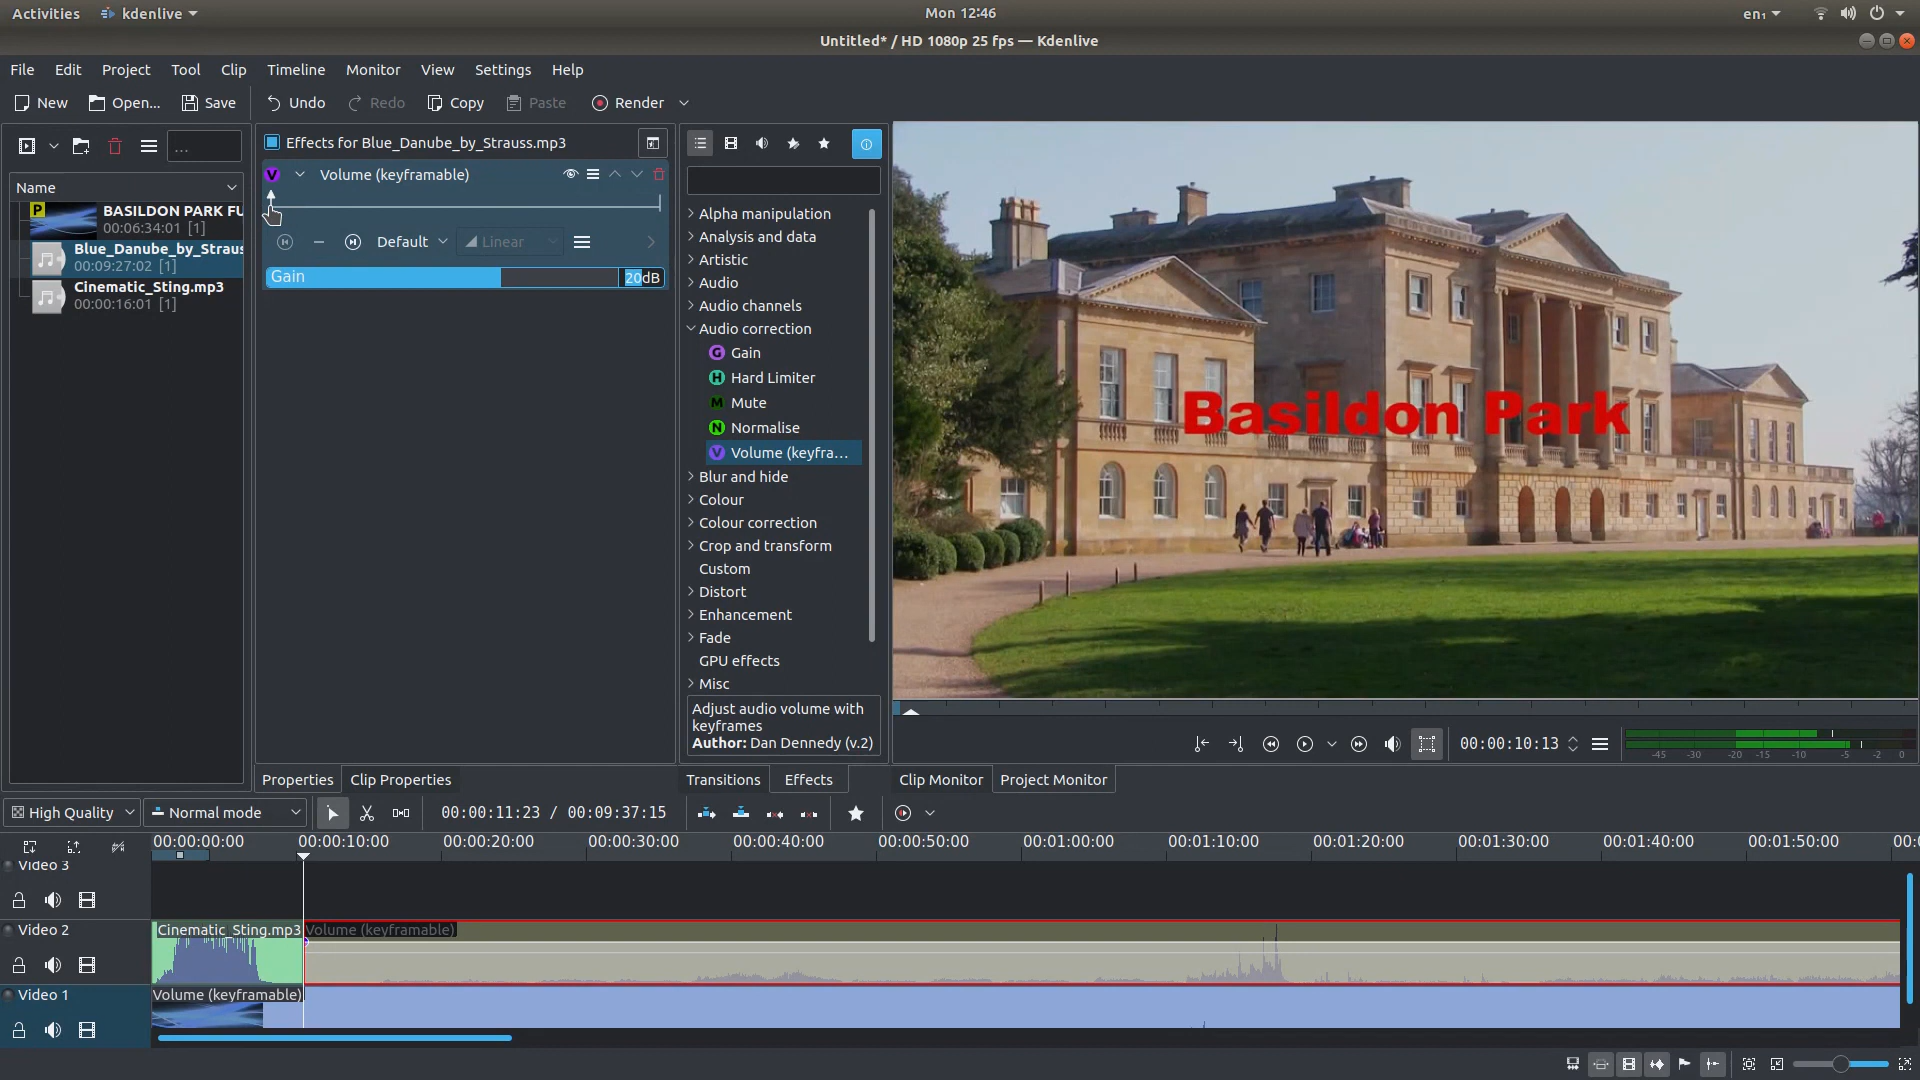 Activities
kdenlive
Mon 12:46
en₁
Untitled* / HD 1080p 25 fps — Kdenlive
File Edit Project Tool Clip Timeline Monitor View Settings Help
New Open... Save Undo Redo Copy Paste Render
...
Name
P
BASILDON PARK FU
00:06:34:01 [1]
Blue_Danube_by_Straus
00:09:27:02 [1]
Cinematic_Sting.mp3
00:00:16:01 [1]
Effects for Blue_Danube_by_Strauss.mp3
V Volume (keyframable)
Default Linear
Gain 20dB
Properties Clip Properties
Alpha manipulation
Analysis and data
Artistic
Audio
Audio channels
Audio correction
G Gain
H Hard Limiter
M Mute
N Normalise
V Volume (keyfra...
Blur and hide
Colour
Colour correction
Crop and transform
Custom
Distort
Enhancement
Fade
GPU effects
Misc
Adjust audio volume with
keyframes
Author: Dan Dennedy (v.2)
Transitions Effects
Basildon Park
00:00:10:13
-45 -30 -20 -15 -10 -5 -2 0
Clip Monitor Project Monitor
High Quality Normal mode 00:00:11:23 / 00:09:37:15
00:00:00:00 00:00:10:00 00:00:20:00 00:00:30:00 00:00:40:00 00:00:50:00 00:01:00:00 00:01:10:00 00:01:20:00 00:01:30:00 00:01:40:00 00:01:50:00 00:0
Video 3
Video 2
Cinematic_Sting.mp3
Volume (keyframable)
Video 1
Volume (keyframable)